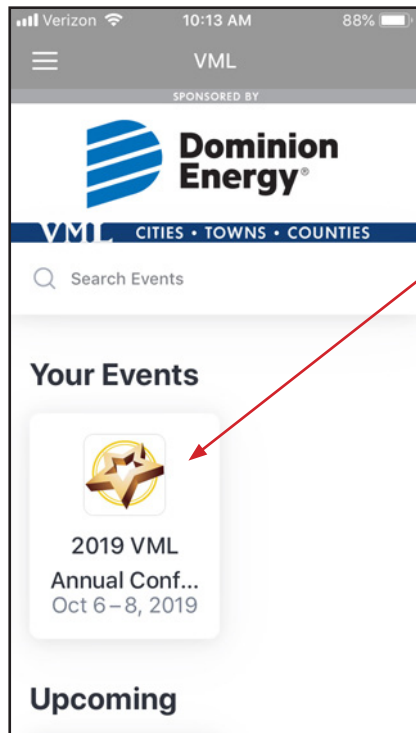 Verizon 10:13 AM 88%
VML
SPONSORED BY
Dominion
Energy®
VML CITIES • TOWNS • COUNTIES
Search Events
Your Events
2019 VML
Annual Conf...
Oct 6–8, 2019
Upcoming